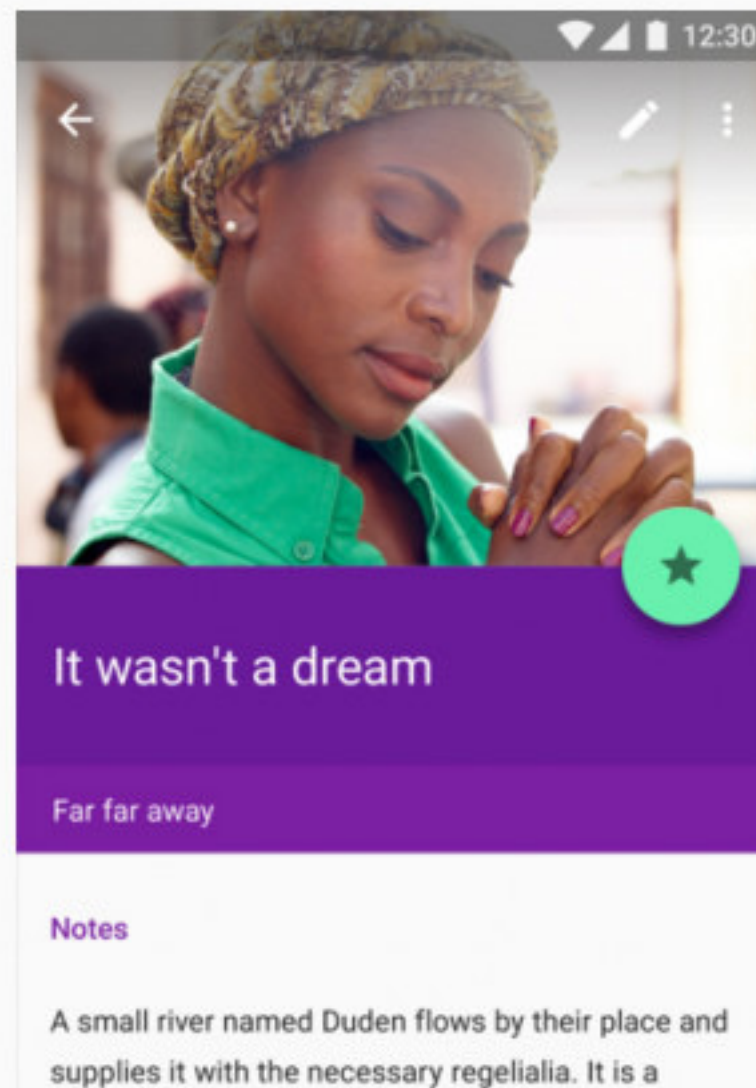 12:30
It wasn't a dream
Far far away
Notes
A small river named Duden flows by their place and
supplies it with the necessary regelialia. It is a